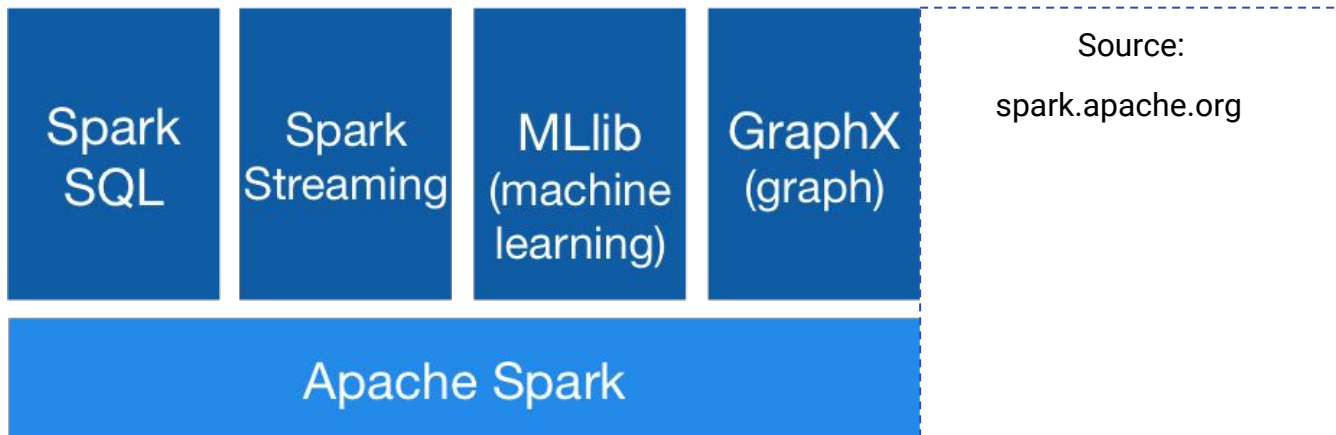 Spark
SQL
Spark
Streaming
MLlib
(machine
learning)
GraphX
(graph)
Apache Spark
Source:
spark.apache.org